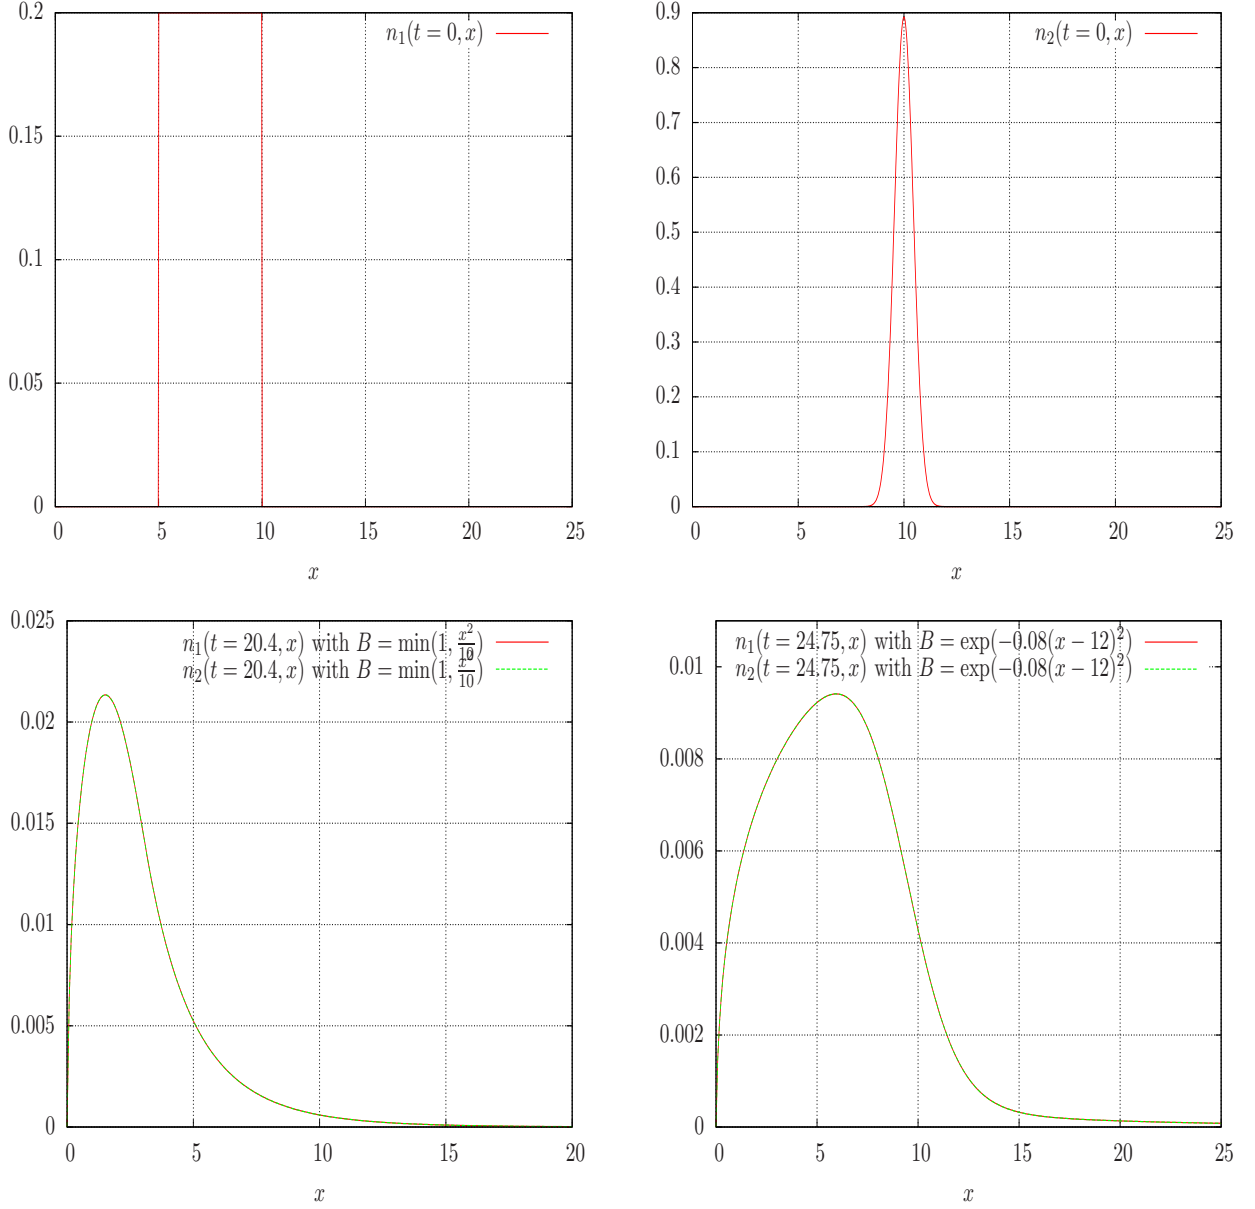 0.2
0.15
0.1
0.05
0
0 5 10 15 20 25
x
n₁(t = 0, x)
0.9
0.8
0.7
0.6
0.5
0.4
0.3
0.2
0.1
0
0 5 10 15 20 25
x
n₂(t = 0, x)
0.025
0.02
0.015
0.01
0.005
0
0 5 10 15 20
x
n₁(t = 20.4, x) with B = min(1, x²/10)
n₂(t = 20.4, x) with B = min(1, x²/10)
0.01
0.008
0.006
0.004
0.002
0
0 5 10 15 20 25
x
n₁(t = 24.75, x) with B = exp(−0.08(x − 12)²)
n₂(t = 24.75, x) with B = exp(−0.08(x − 12)²)